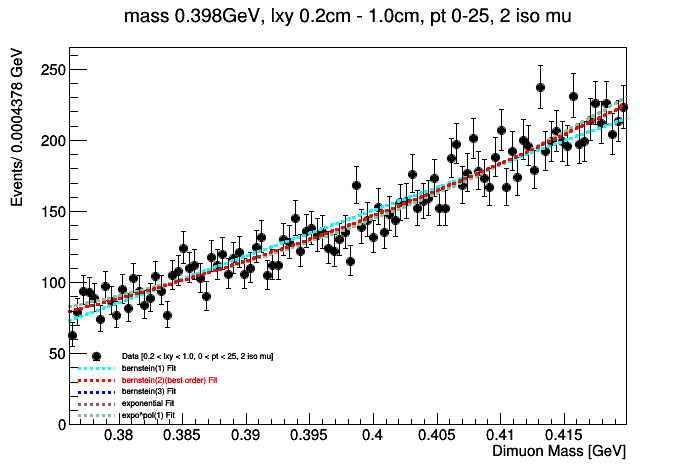 mass 0.398GeV, lxy 0.2cm - 1.0cm, pt 0-25, 2 iso mu
Events/ 0.0004378 GeV
250
200
150
100
50
0
Data [0.2 < lxy < 1.0, 0 < pt < 25, 2 iso mu]
bernstein(1) Fit
bernstein(2)(best order) Fit
bernstein(3) Fit
exponential Fit
expo^pol(1) Fit
0.38 0.385 0.39 0.395 0.4 0.405 0.41 0.415
Dimuon Mass [GeV]